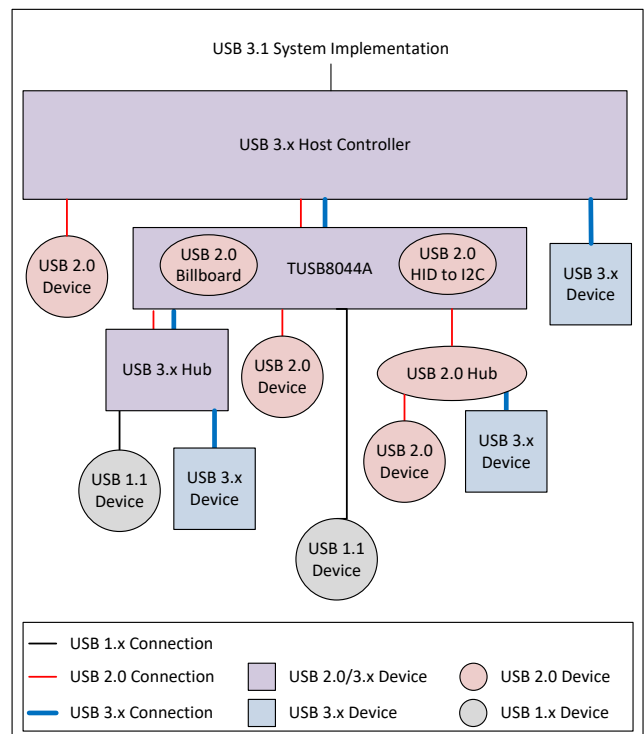 USB 3.1 System Implementation
USB 3.x Host Controller
USB 2.0
Device
USB 2.0
Billboard
TUSB8044A
USB 2.0
HID to I2C
USB 3.x
Device
USB 3.x Hub
USB 2.0
Device
USB 2.0 Hub
USB 1.1
Device
USB 3.x
Device
USB 2.0
Device
USB 3.x
Device
USB 1.1
Device
USB 1.x Connection
USB 2.0 Connection
USB 2.0/3.x Device
USB 2.0 Device
USB 3.x Connection
USB 3.x Device
USB 1.x Device